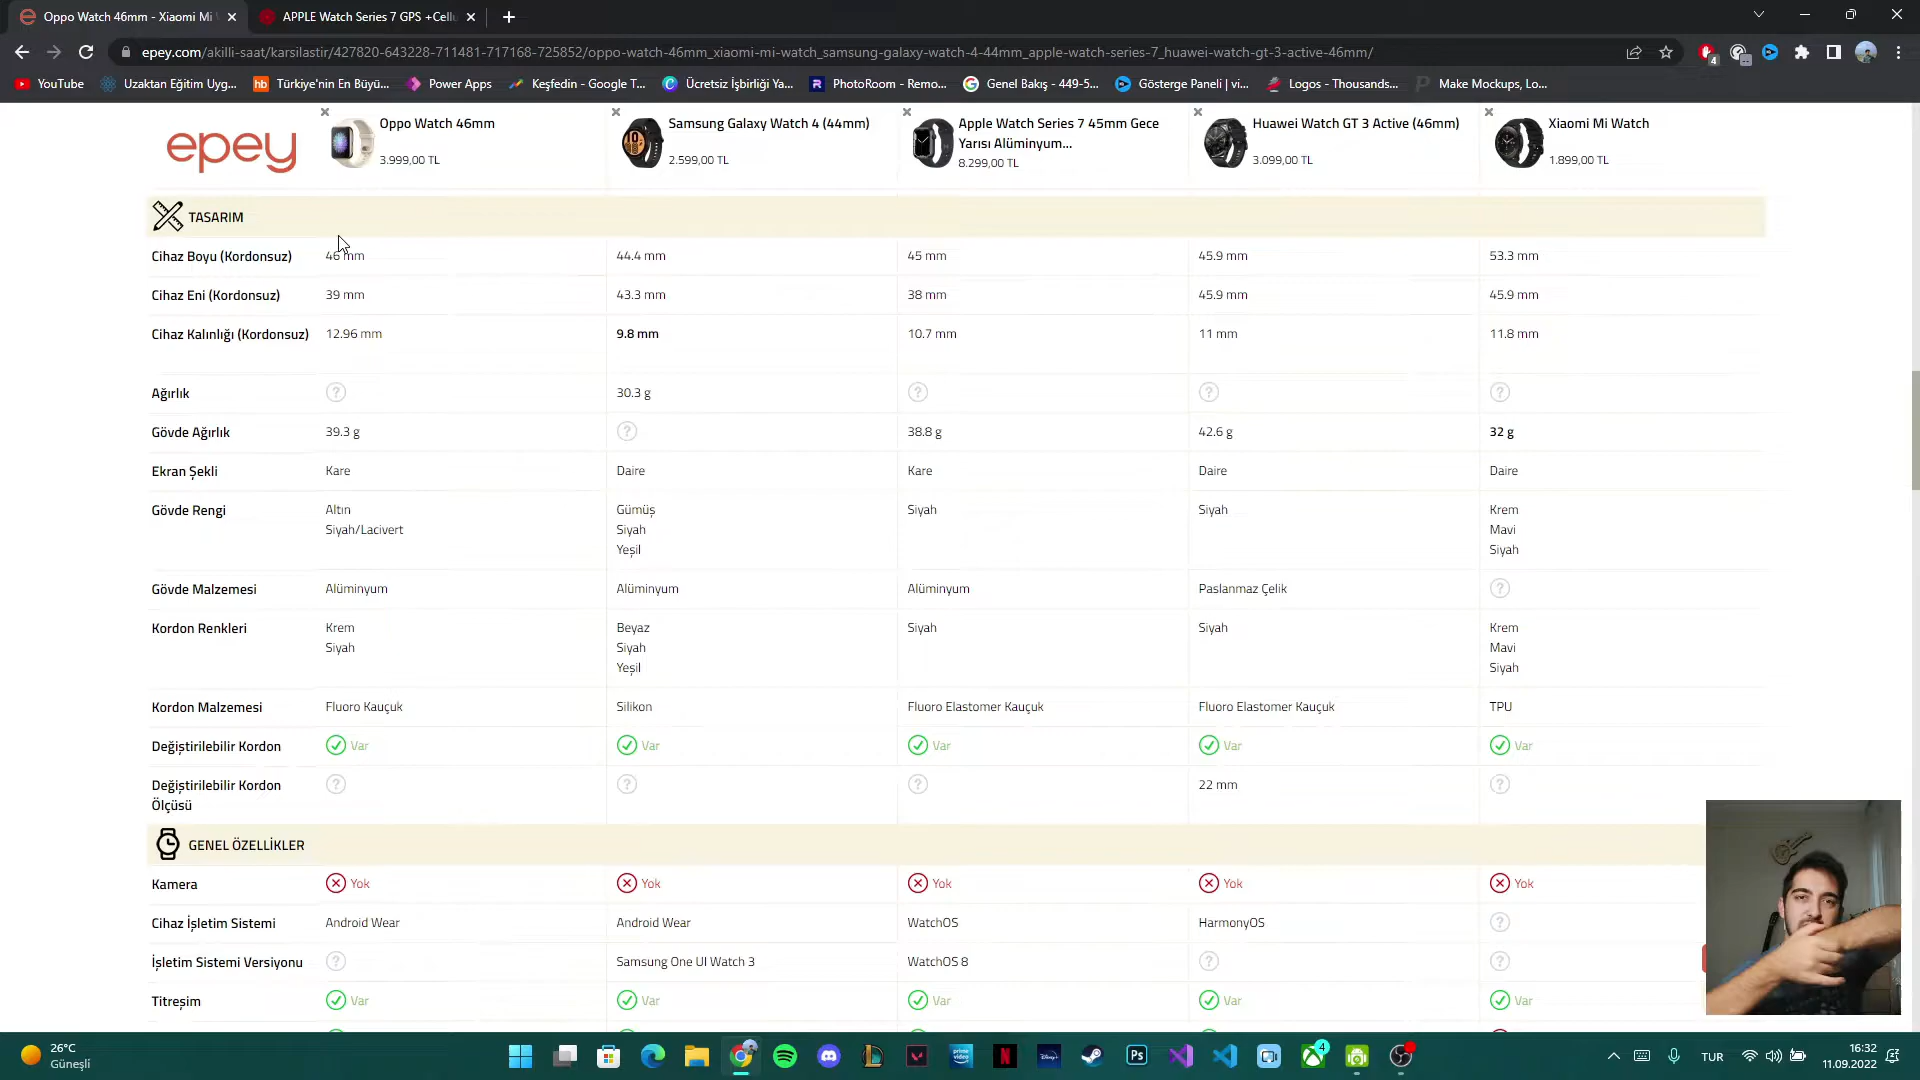 Oppo Watch 46mm - Xiaomi Mi
APPLE Watch Series 7 GPS +Cellu
epey.com/akilli-saat/karsilastir/427820-643228-711481-717168-725852/oppo-watch-46mm_xiaomi-mi-watch_samsung-galaxy-watch-4-44mm_apple-watch-series-7_huawei-watch-gt-3-active-46mm/
4
YouTube
Uzaktan Eğitim Uyg...
hb Türkiye'nin En Büyü...
Power Apps
Keşfedin - Google T...
Ücretsiz İşbirliği Ya...
R PhotoRoom - Remo...
Genel Bakış - 449-5...
Gösterge Paneli | vi...
Logos - Thousands...
Make Mockups, Lo...
epey
Oppo Watch 46mm
3.999,00 TL
Samsung Galaxy Watch 4 (44mm)
2.599,00 TL
Apple Watch Series 7 45mm Gece
Yarısı Alüminyum...
8.299,00 TL
Huawei Watch GT 3 Active (46mm)
3.099,00 TL
Xiaomi Mi Watch
1.899,00 TL
TASARIM
Cihaz Boyu (Kordonsuz) 46 mm 44.4 mm 45 mm 45.9 mm 53.3 mm
Cihaz Eni (Kordonsuz) 39 mm 43.3 mm 38 mm 45.9 mm 45.9 mm
Cihaz Kalınlığı (Kordonsuz) 12.96 mm 9.8 mm 10.7 mm 11 mm 11.8 mm
Ağırlık ? 30.3 g ? ? ?
Gövde Ağırlık 39.3 g ? 38.8 g 42.6 g 32 g
Ekran Şekli Kare Daire Kare Daire Daire
Gövde Rengi Altın Gümüş Siyah Siyah Krem
Siyah/Lacivert Siyah Mavi
Yeşil Siyah
Gövde Malzemesi Alüminyum Alüminyum Alüminyum Paslanmaz Çelik ?
Kordon Renkleri Krem Beyaz Siyah Siyah Krem
Siyah Siyah Mavi
Yeşil Siyah
Kordon Malzemesi Fluoro Kauçuk Silikon Fluoro Elastomer Kauçuk Fluoro Elastomer Kauçuk TPU
Değiştirilebilir Kordon Var Var Var Var Var
Değiştirilebilir Kordon ? ? ? 22 mm ?
Ölçüsü
GENEL ÖZELLİKLER
Kamera Yok Yok Yok Yok Yok
Cihaz İşletim Sistemi Android Wear Android Wear WatchOS HarmonyOS ?
İşletim Sistemi Versiyonu ? Samsung One UI Watch 3 WatchOS 8 ? ?
Titreşim Var Var Var Var Var
26°C
Güneşli
prime video
N
Disney+
Ps
4
TUR
16:32
11.09.2022